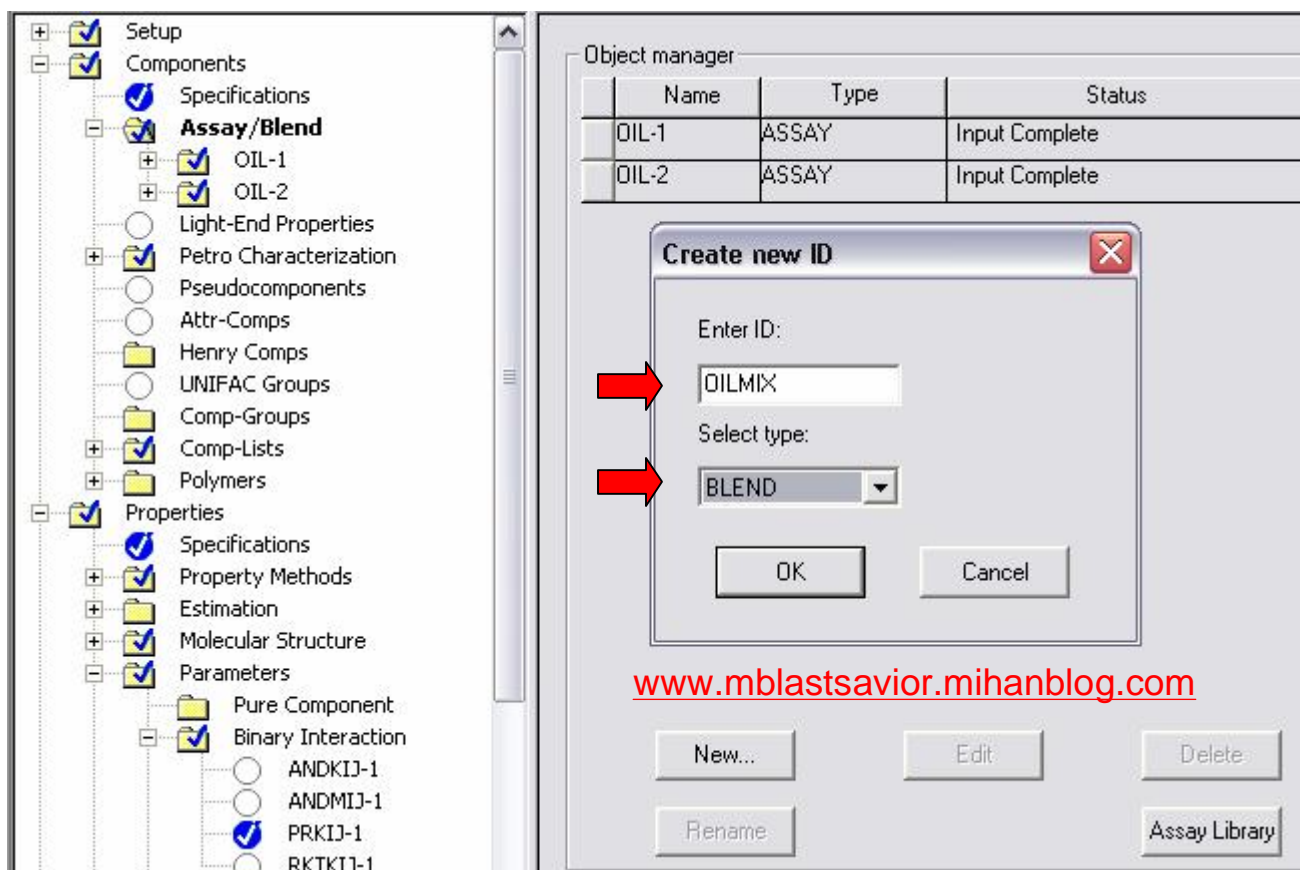 Setup
Components
Specifications
Assay/Blend
OIL-1
OIL-2
Light-End Properties
Petro Characterization
Pseudocomponents
Attr-Comps
Henry Comps
UNIFAC Groups
Comp-Groups
Comp-Lists
Polymers
Properties
Specifications
Property Methods
Estimation
Molecular Structure
Parameters
Pure Component
Binary Interaction
ANDKIJ-1
ANDMIJ-1
PRKIJ-1
RKTKIJ-1
Object manager
Name Type Status
OIL-1 ASSAY Input Complete
OIL-2 ASSAY Input Complete
Create new ID
Enter ID:
OILMIX
Select type:
BLEND
OK Cancel
www.mblastsavior.mihanblog.com
New... Edit Delete
Rename Assay Library